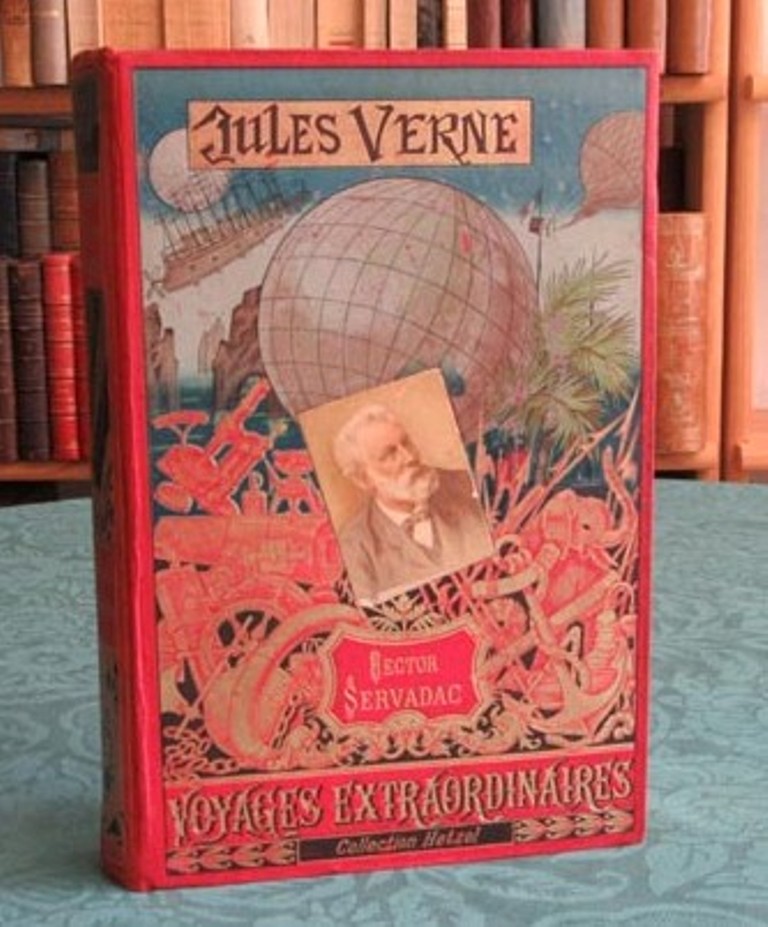 JULES VERNE
HECTOR
SERVADAC
VOYAGES EXTRAORDINAIRES
Collection Hetzel